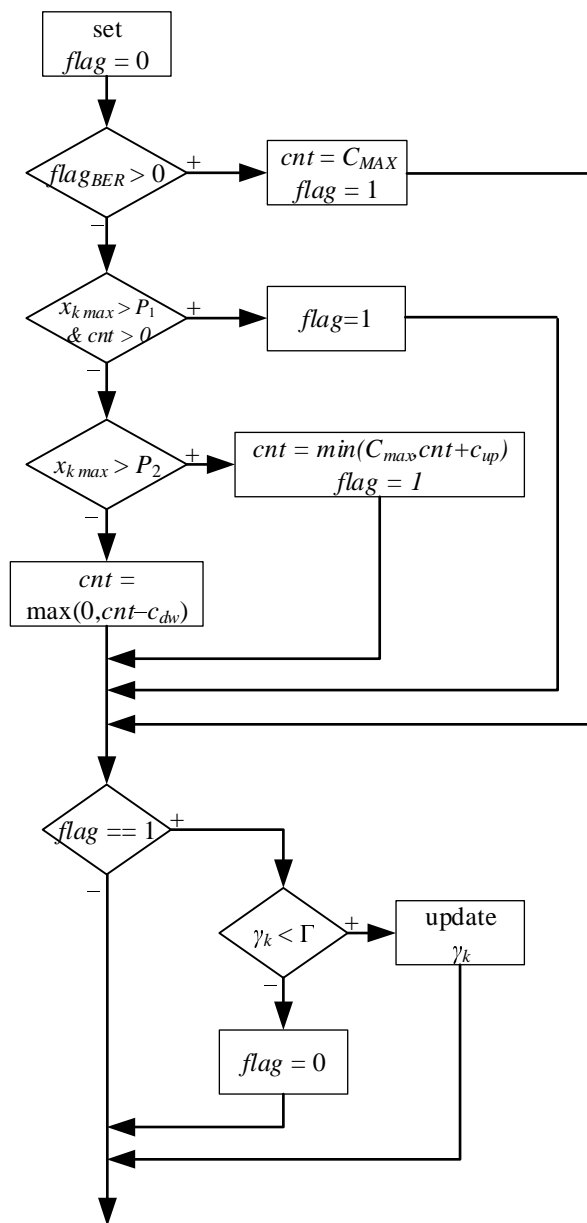 set
flag = 0
flag_BER > 0
+
cnt = C_MAX
flag = 1
–
x_k max > P_1
& cnt > 0
+
flag=1
–
x_k max > P_2
+
cnt = min(C_max,cnt+c_up)
flag = 1
–
cnt =
max(0,cnt–c_dw)
flag == 1
+
–
γ_k < Γ
+
update
γ_k
–
flag = 0